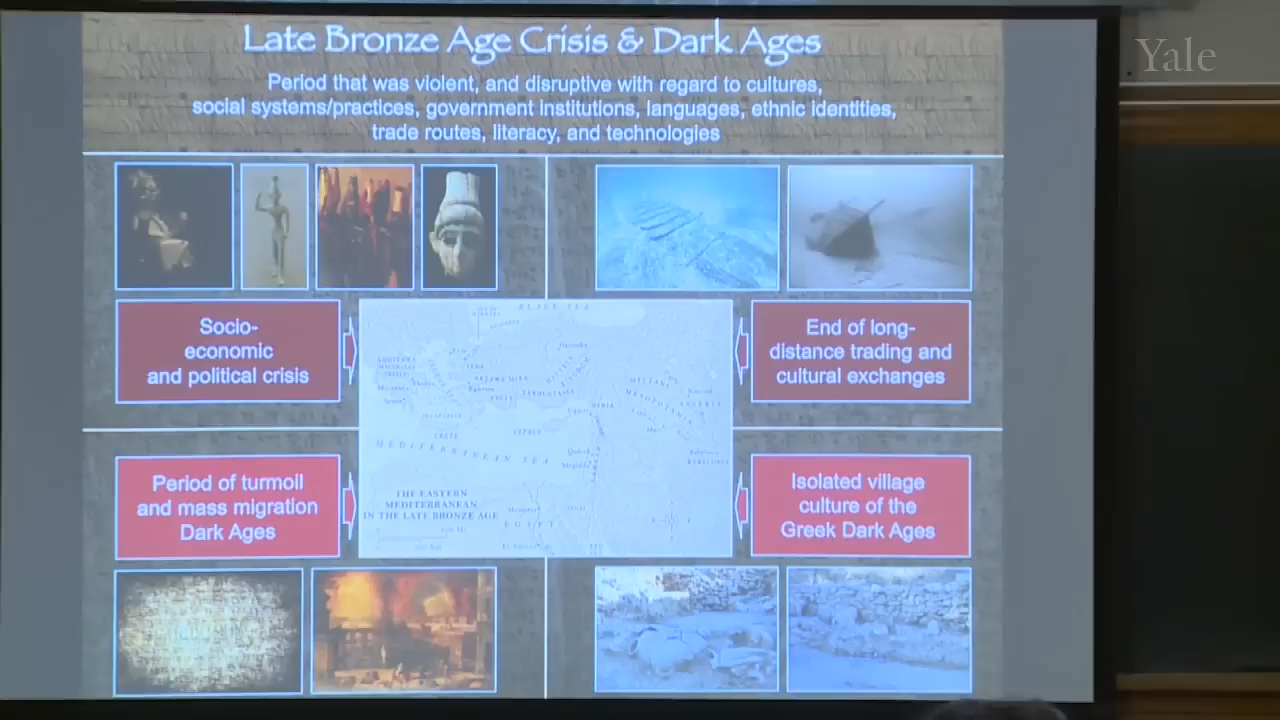 Late Bronze Age Crisis & Dark Ages
Period that was violent, and disruptive with regard to cultures,
social systems/practices, government institutions, languages, ethnic identities,
trade routes, literacy, and technologies
Yale
Socio-
economic
and political crisis
End of long-
distance trading and
cultural exchanges
Period of turmoil
and mass migration
Dark Ages
Isolated village
culture of the
Greek Dark Ages
BLACK SEA
CYPRUS
CRETE
MEDITERRANEAN SEA
THE EASTERN
MEDITERRANEAN
IN THE LATE BRONZE AGE
EGYPT